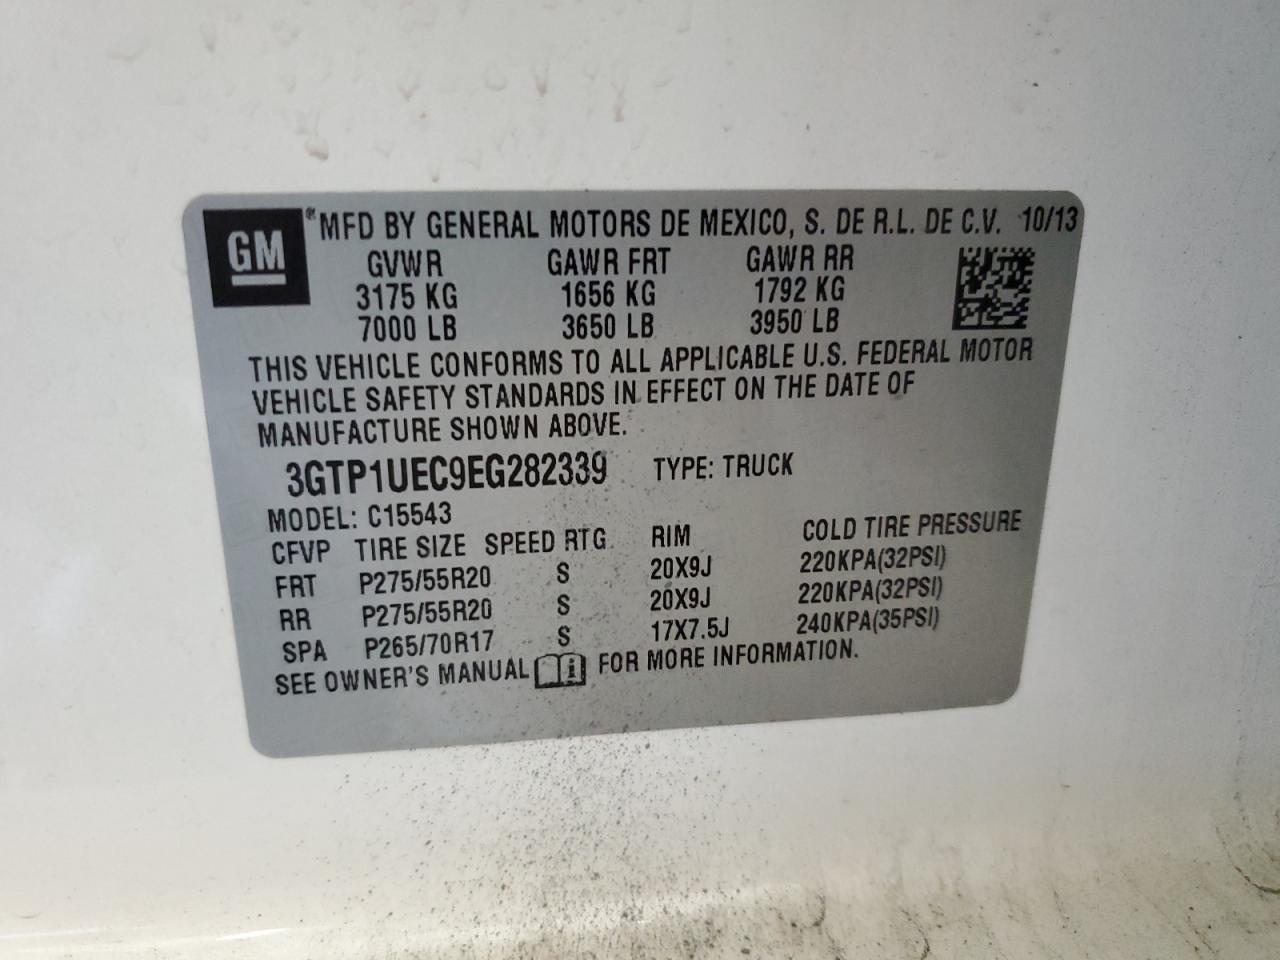 GM ® MFD BY GENERAL MOTORS DE MEXICO, S. DE R.L. DE C.V. 10/13
GVWR GAWR FRT GAWR RR
3175 KG 1656 KG 1792 KG
7000 LB 3650 LB 3950 LB
THIS VEHICLE CONFORMS TO ALL APPLICABLE U.S. FEDERAL MOTOR
VEHICLE SAFETY STANDARDS IN EFFECT ON THE DATE OF
MANUFACTURE SHOWN ABOVE.
3GTP1UEC9EG282339 TYPE: TRUCK
MODEL: C15543
CFVP TIRE SIZE SPEED RTG RIM COLD TIRE PRESSURE
FRT P275/55R20 S 20X9J 220KPA(32PSI)
RR P275/55R20 S 20X9J 220KPA(32PSI)
SPA P265/70R17 S 17X7.5J 240KPA(35PSI)
SEE OWNER'S MANUAL i FOR MORE INFORMATION.